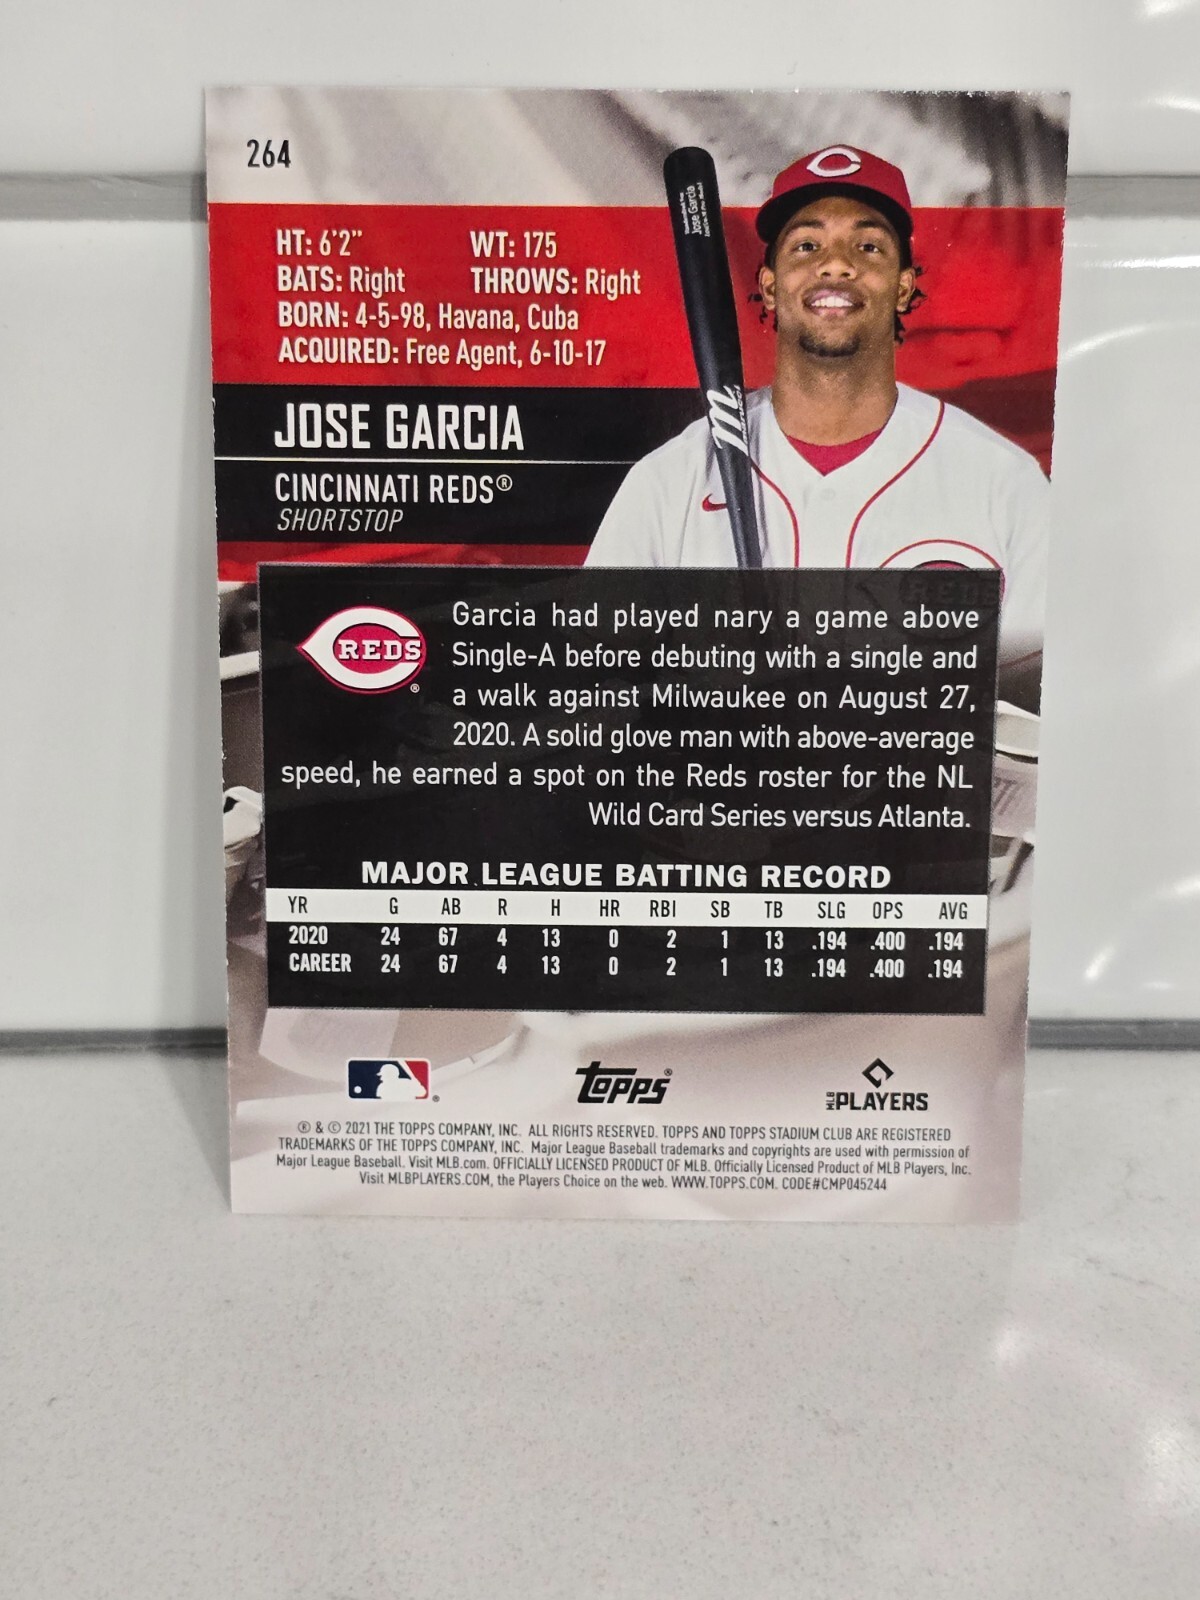 264
HT: 6'2" WT: 175
BATS: Right THROWS: Right
BORN: 4-5-98, Havana, Cuba
ACQUIRED: Free Agent, 6-10-17
JOSE GARCIA
CINCINNATI REDS®
SHORTSTOP
Jose Garcia
M
REDS
REDS®
Garcia had played nary a game above
Single-A before debuting with a single and
a walk against Milwaukee on August 27,
2020. A solid glove man with above-average
speed, he earned a spot on the Reds roster for the NL
Wild Card Series versus Atlanta.
MAJOR LEAGUE BATTING RECORD
YR G AB R H HR RBI SB TB SLG OPS AVG
2020 24 67 4 13 0 2 1 13 .194 .400 .194
CAREER 24 67 4 13 0 2 1 13 .194 .400 .194
®
TOPPS®
MLB PLAYERS
® & © 2021 THE TOPPS COMPANY, INC. ALL RIGHTS RESERVED. TOPPS AND TOPPS STADIUM CLUB ARE REGISTERED
TRADEMARKS OF THE TOPPS COMPANY, INC. Major League Baseball trademarks and copyrights are used with permission of
Major League Baseball. Visit MLB.com. OFFICIALLY LICENSED PRODUCT OF MLB. Officially Licensed Product of MLB Players, Inc.
Visit MLBPLAYERS.COM, the Players Choice on the web. WWW.TOPPS.COM. CODE#CMP045244